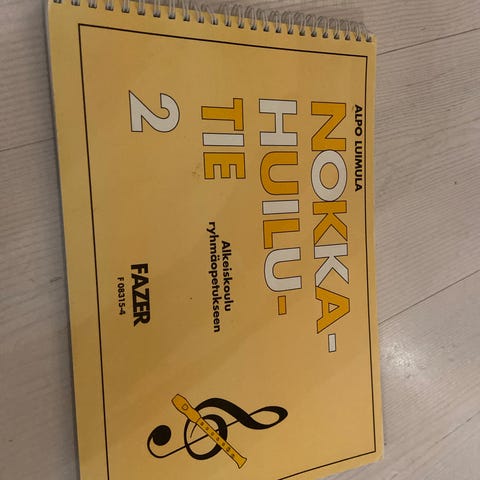 ALPO LUIMULA
NOKKA-
HUILU-
TIE
2
Alkeiskoulu
ryhmäopetukseen
FAZER
F 08315-4